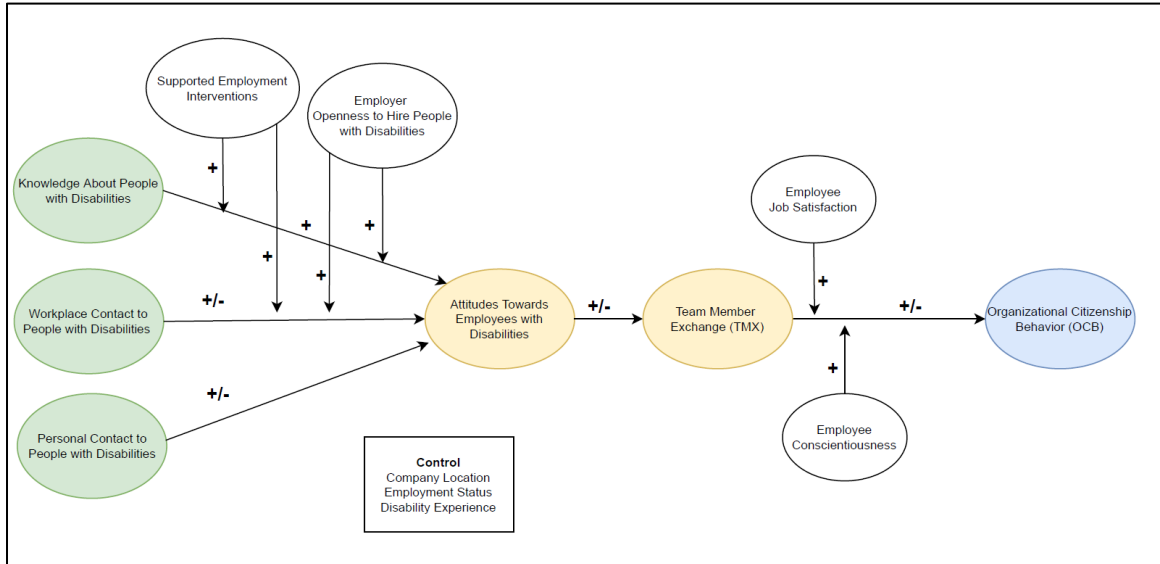 Supported Employment
Interventions
Employer
Openness to Hire People
with Disabilities
+
+
+
+
+
Knowledge About People
with Disabilities
Employee
Job Satisfaction
+
Workplace Contact to
People with Disabilities
+/-
Attitudes Towards
Employees with
Disabilities
+/-
Team Member
Exchange (TMX)
+/-
Organizational Citizenship
Behavior (OCB)
+
Personal Contact to
People with Disabilities
+/-
Employee
Conscientiousness
Control
Company Location
Employment Status
Disability Experience